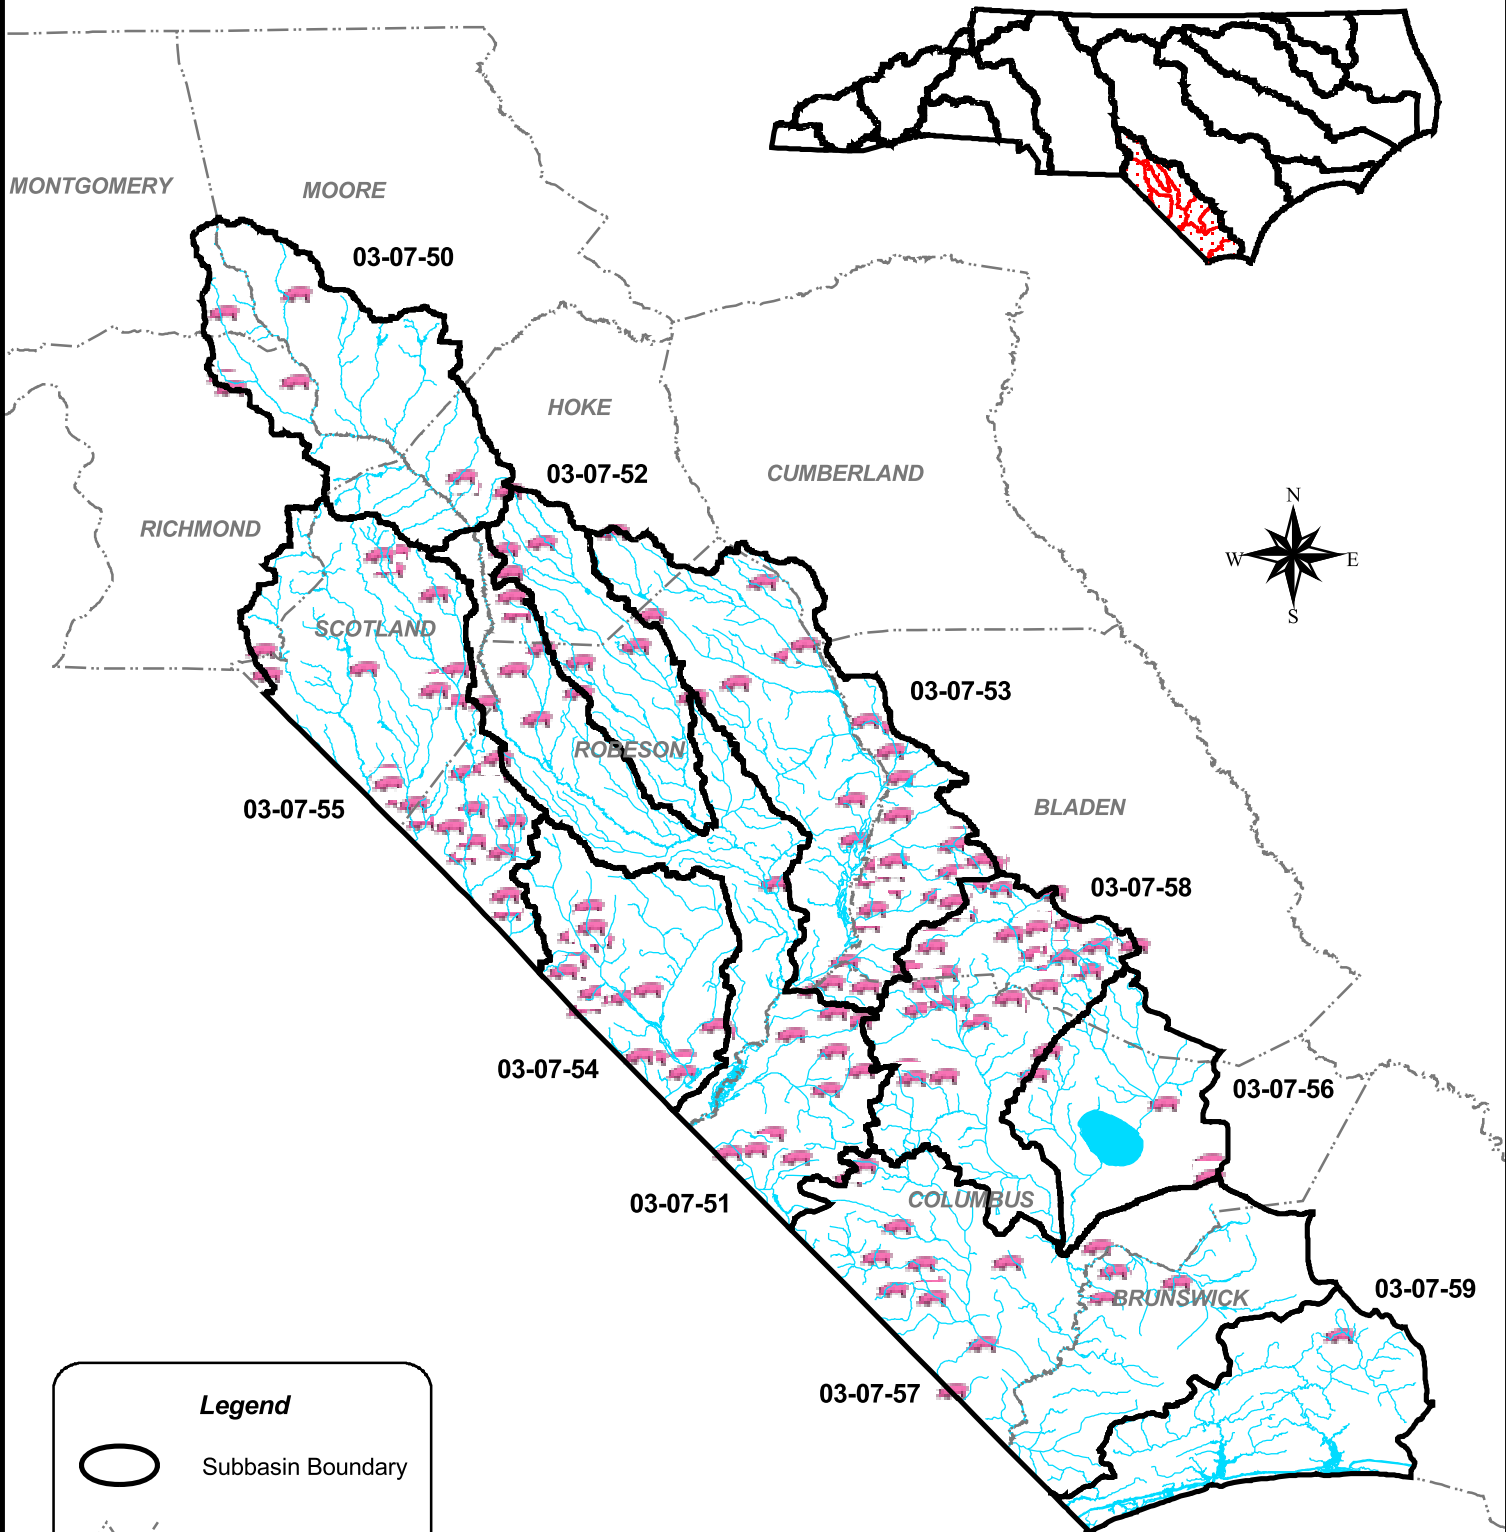 MONTGOMERY
MOORE
03-07-50
HOKE
03-07-52
CUMBERLAND
RICHMOND
N
W
E
S
SCOTLAND
03-07-53
ROBESON
03-07-55
BLADEN
03-07-58
03-07-54
03-07-56
03-07-51
COLUMBUS
03-07-59
BRUNSWICK
03-07-57
Legend
Subbasin Boundary